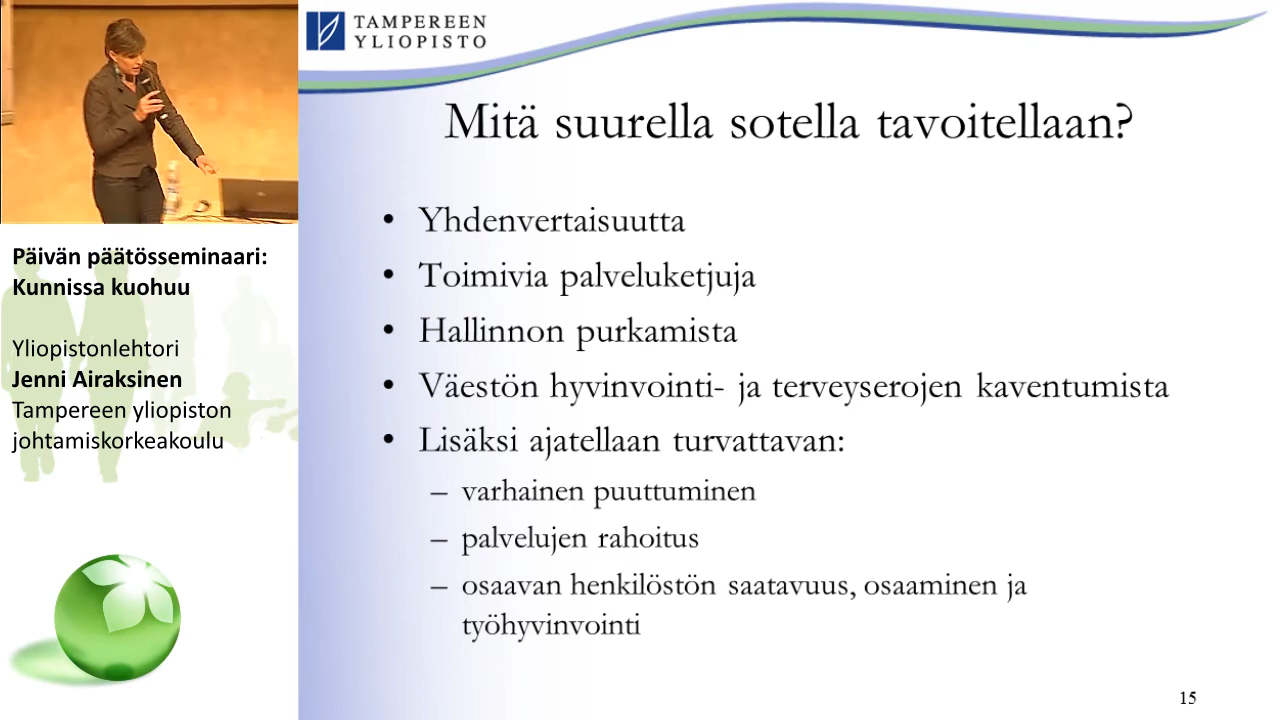 TAMPEREEN
YLIOPISTO
Mitä suurella sotella tavoitellaan?
• Yhdenvertaisuutta
• Toimivia palveluketjuja
• Hallinnon purkamista
• Väestön hyvinvointi- ja terveyserojen kaventumista
• Lisäksi ajatellaan turvattavan:
– varhainen puuttuminen
– palvelujen rahoitus
– osaavan henkilöstön saatavuus, osaaminen ja
työhyvinvointi
15
Päivän päätösseminaari:
Kunnissa kuohuu
Yliopistonlehtori
Jenni Airaksinen
Tampereen yliopiston
johtamiskorkeakoulu